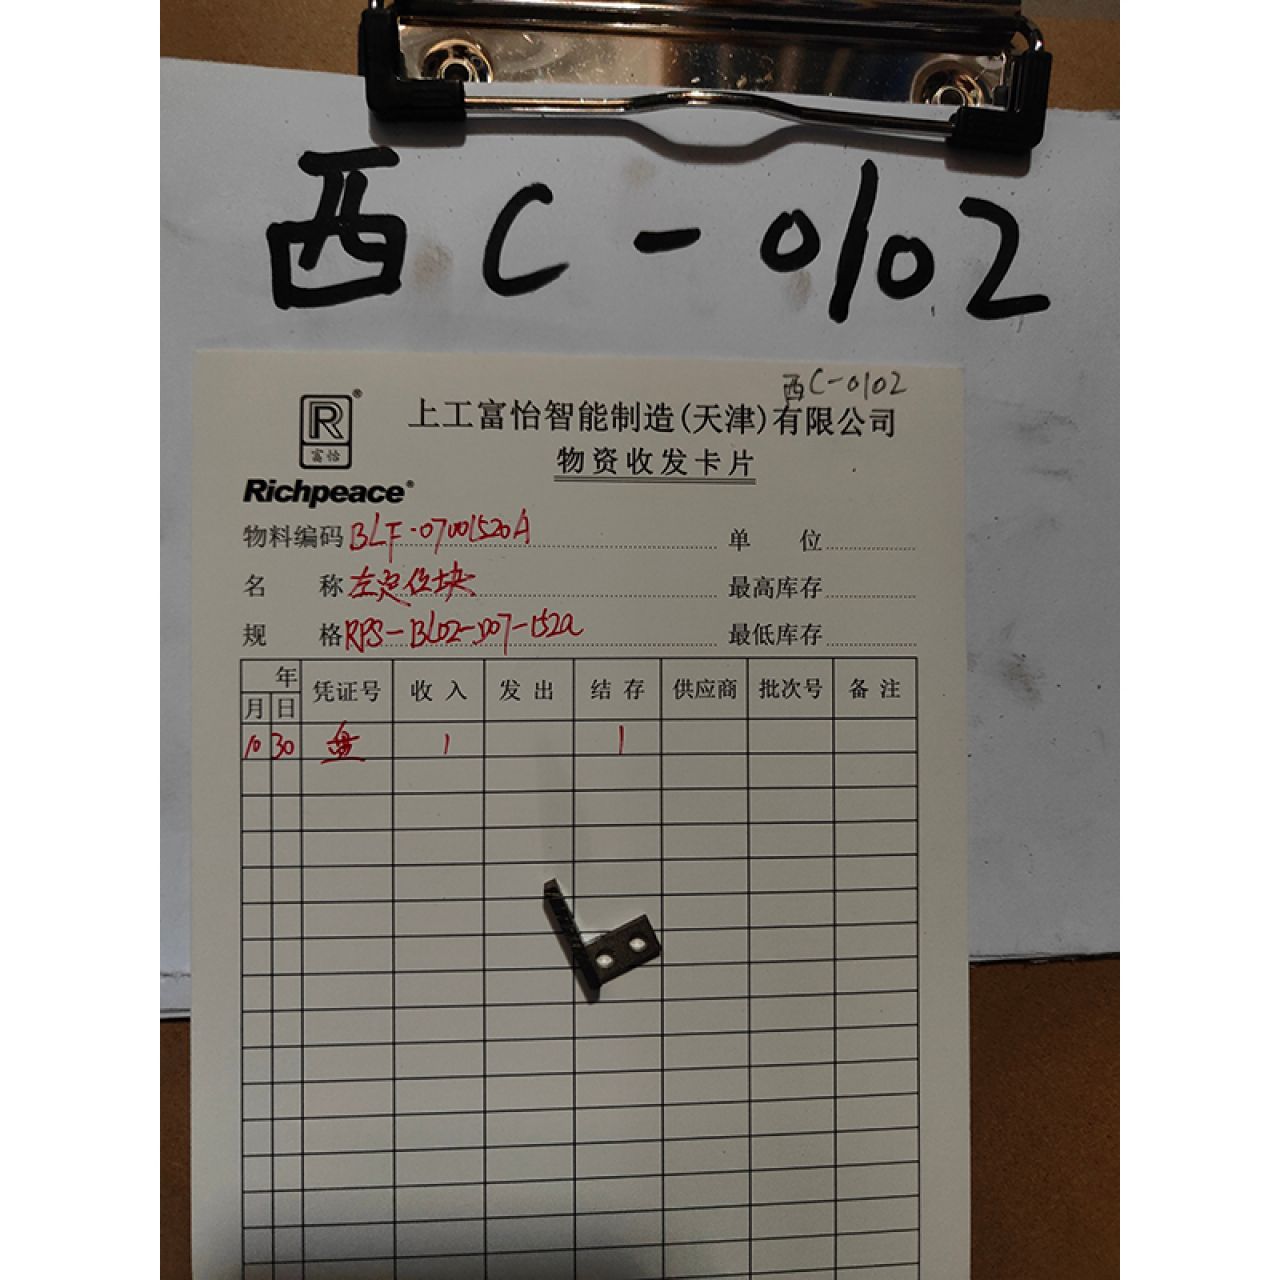 西C-0102
西C-0102
R®
富怡
Richpeace®
上工富怡智能制造(天津)有限公司
物资收发卡片
物料编码 BLF-07001520A 单 位
名 称 左定位块 最高库存
规 格 RPS-BL02-D07-152a 最低库存
年 月 日 凭证号 收 入 发 出 结 存 供应商 批次号 备 注
10 30 盘 1 1